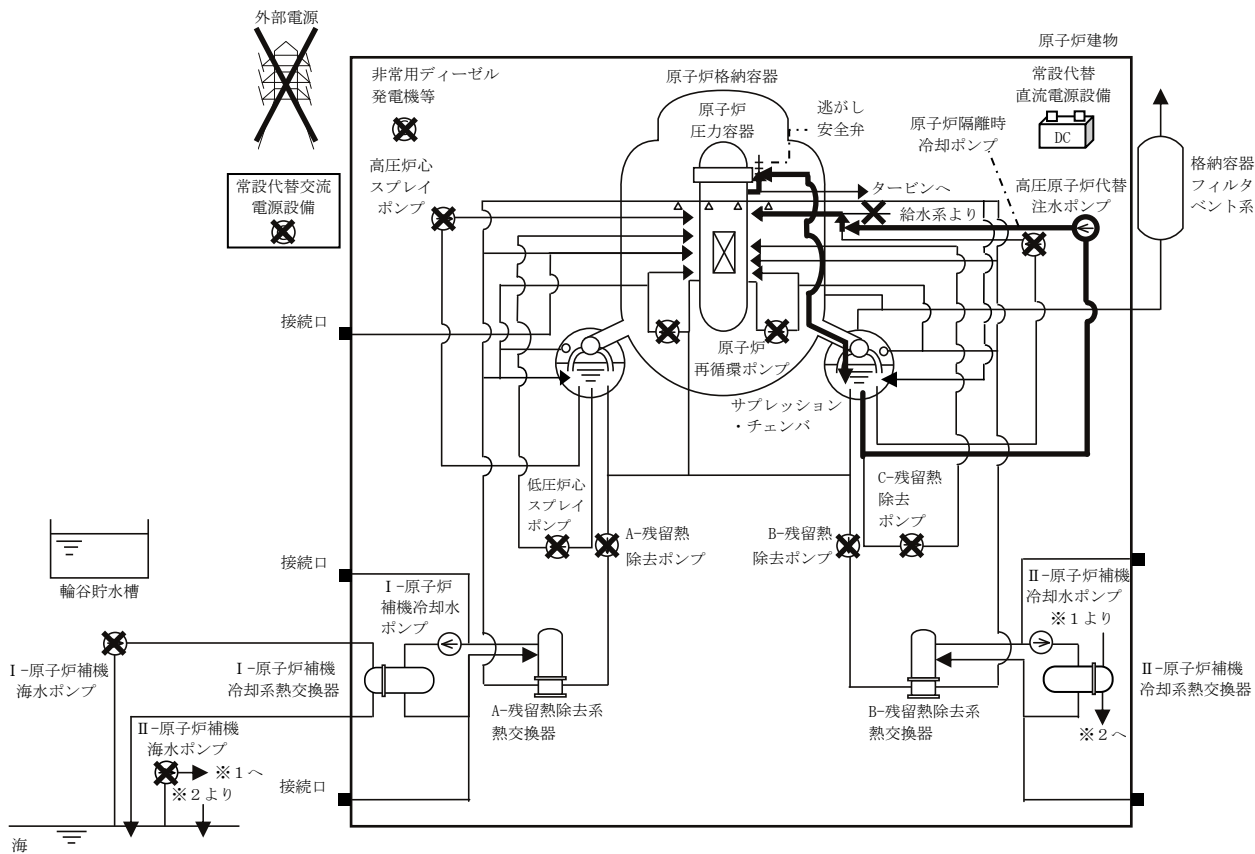 外部電源
原子炉建物
非常用ディーゼル
発電機等
原子炉格納容器
常設代替
直流電源設備
DC
原子炉
圧力容器
逃がし
安全弁
原子炉隔離時
冷却ポンプ
高圧炉心
スプレイ
ポンプ
常設代替交流
電源設備
タービンへ
給水系より
高圧原子炉代替
注水ポンプ
格納容器
フィルタ
ベント系
接続口
原子炉
再循環ポンプ
サプレッション
・チェンバ
低圧炉心
スプレイ
ポンプ
A-残留熱
除去ポンプ
B-残留熱
除去ポンプ
C-残留熱
除去
ポンプ
輪谷貯水槽
接続口
Ⅰ-原子炉
補機冷却水
ポンプ
Ⅱ-原子炉補機
冷却水ポンプ
※1より
Ⅰ-原子炉補機
海水ポンプ
Ⅰ-原子炉補機
冷却系熱交換器
A-残留熱除去系
熱交換器
B-残留熱除去系
熱交換器
Ⅱ-原子炉補機
冷却系熱交換器
※2へ
Ⅱ-原子炉補機
海水ポンプ
※1へ
※2より
接続口
海